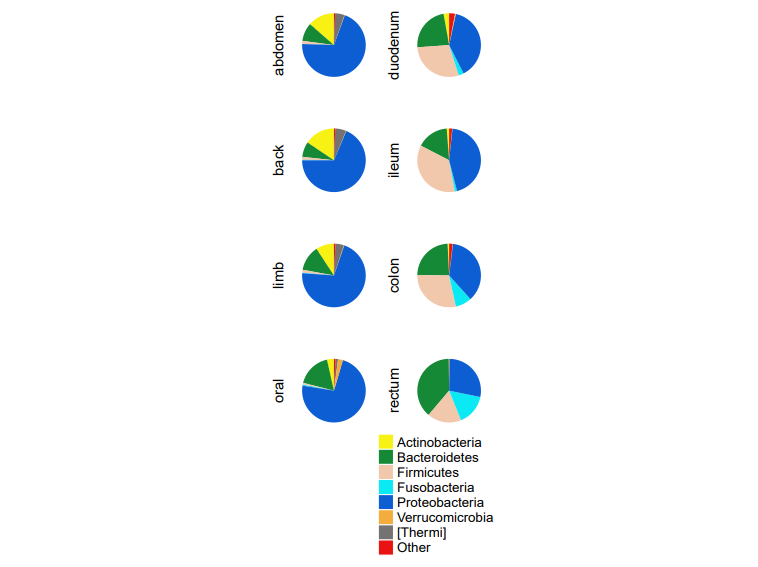 abdomen
duodenum
back
ileum
limb
colon
oral
rectum
Actinobacteria
Bacteroidetes
Firmicutes
Fusobacteria
Proteobacteria
Verrucomicrobia
[Thermi]
Other